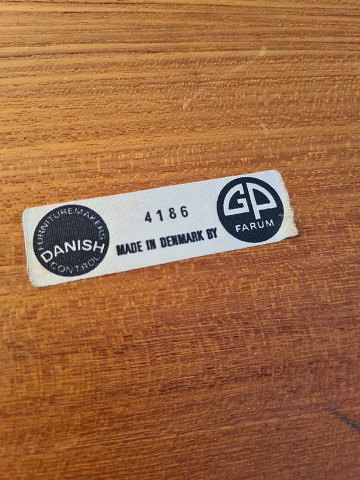 FURNITUREMAKERS
DANISH
CONTROL
4186
MADE IN DENMARK BY
GP
FARUM